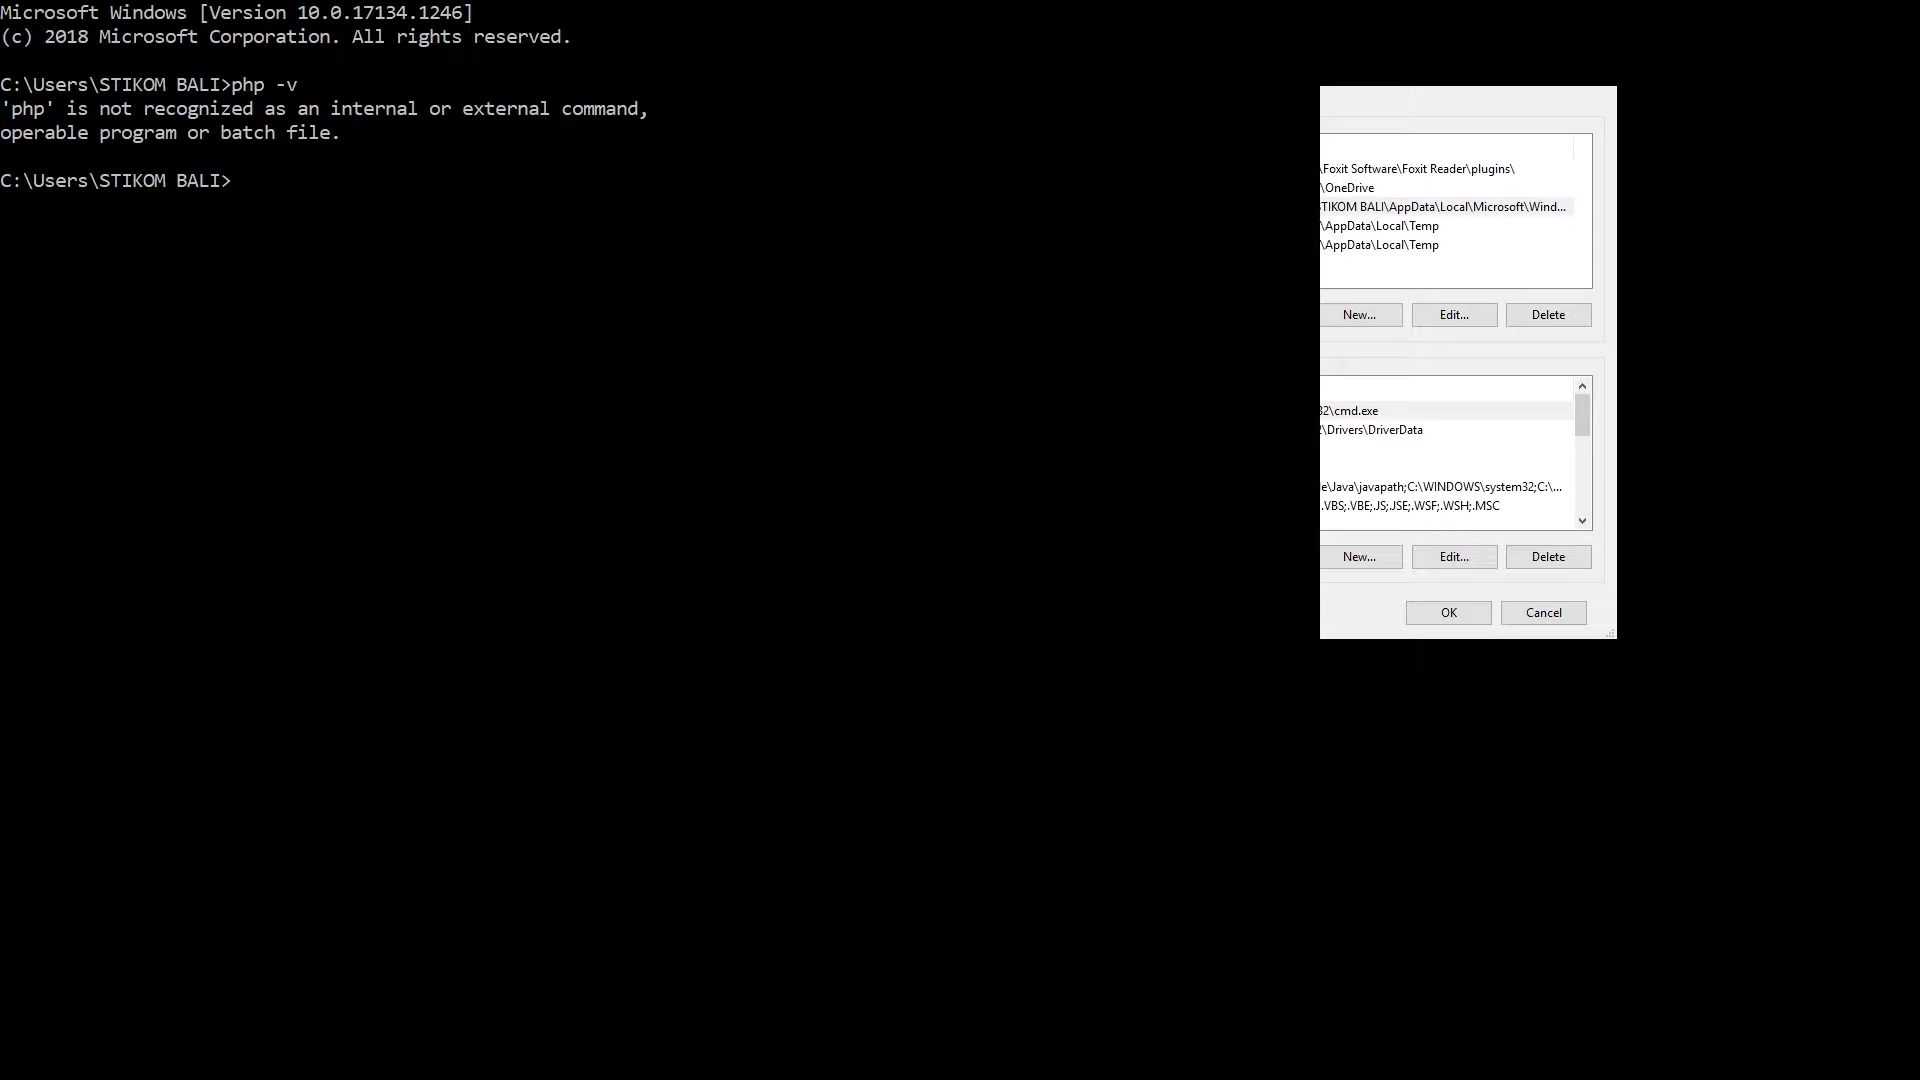 Microsoft Windows [Version 10.0.17134.1246]
(c) 2018 Microsoft Corporation. All rights reserved.
C:\Users\STIKOM BALI>php -v
'php' is not recognized as an internal or external command,
operable program or batch file.
C:\Users\STIKOM BALI>
\Foxit Software\Foxit Reader\plugins\
\OneDrive
TIKOM BALI\AppData\Local\Microsoft\Wind...
\AppData\Local\Temp
\AppData\Local\Temp
New... Edit... Delete
32\cmd.exe
\Drivers\DriverData
e\Java\javapath;C:\WINDOWS\system32;C:\...
.VBS;.VBE;.JS;.JSE;.WSF;.WSH;.MSC
New... Edit... Delete
OK Cancel